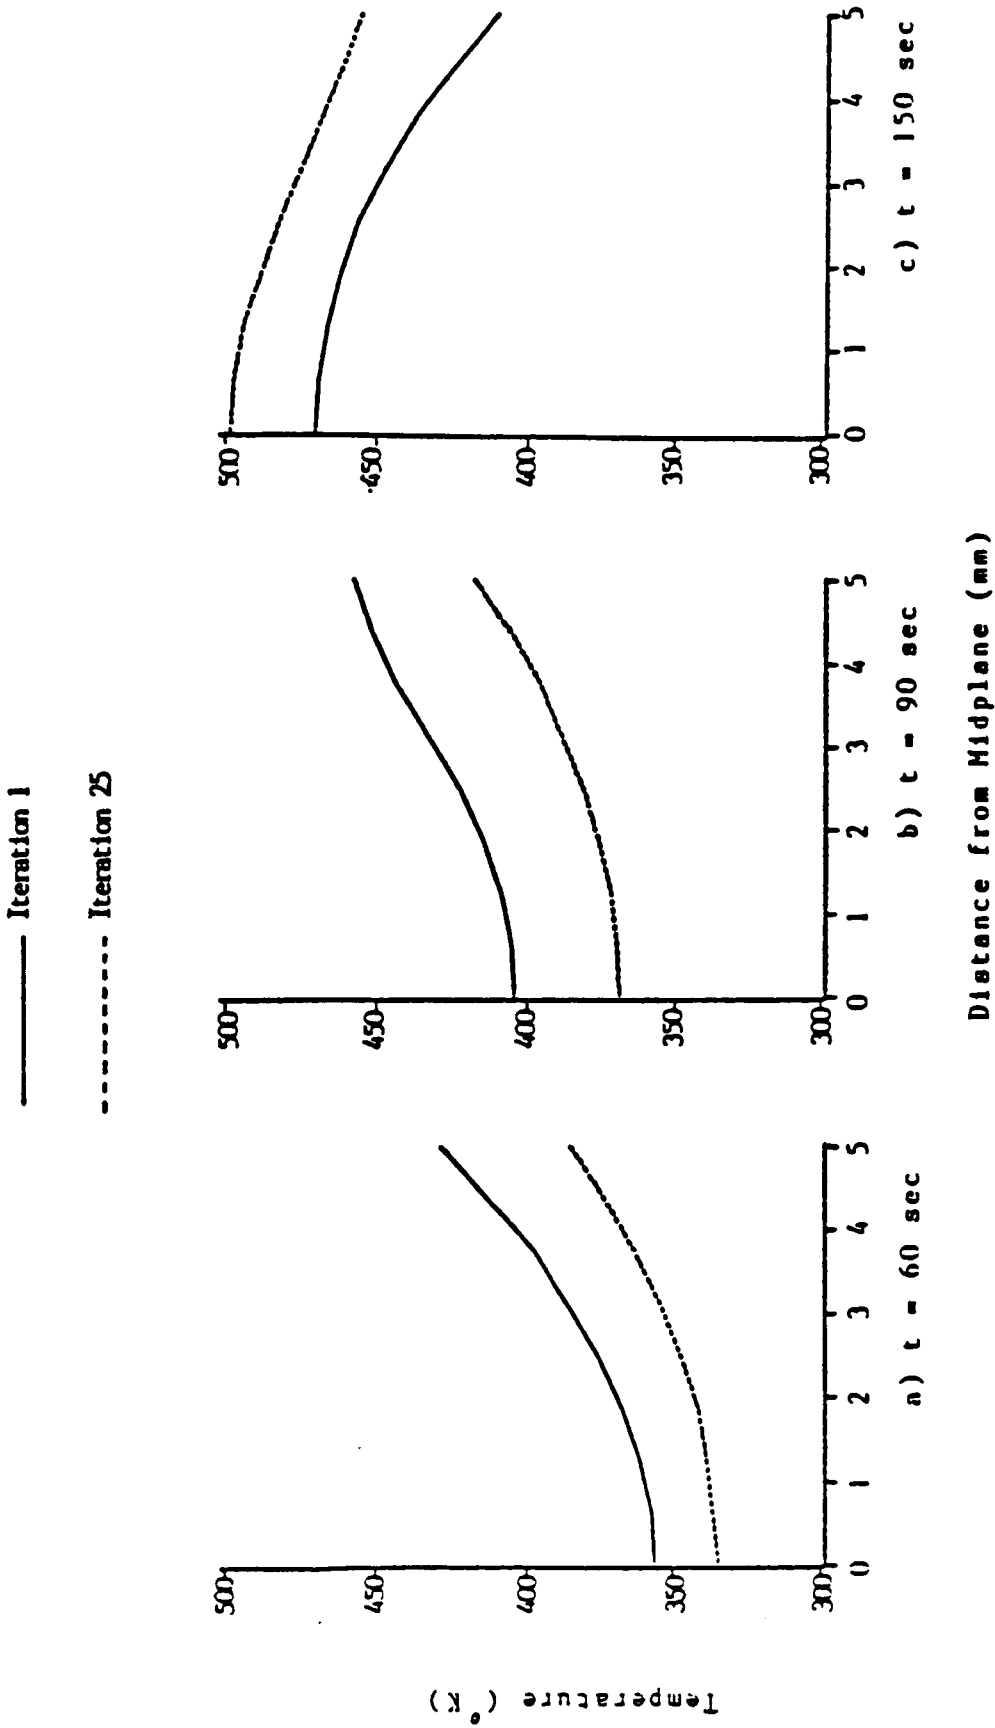 Iteration 1
Iteration 25
Temperature (°K)
500
450
400
350
300
0 1 2 3 4 5
a) t = 60 sec
500
450
400
350
300
0 1 2 3 4 5
b) t = 90 sec
500
450
400
350
300
0 1 2 3 4 5
c) t = 150 sec
Distance from Midplane (mm)